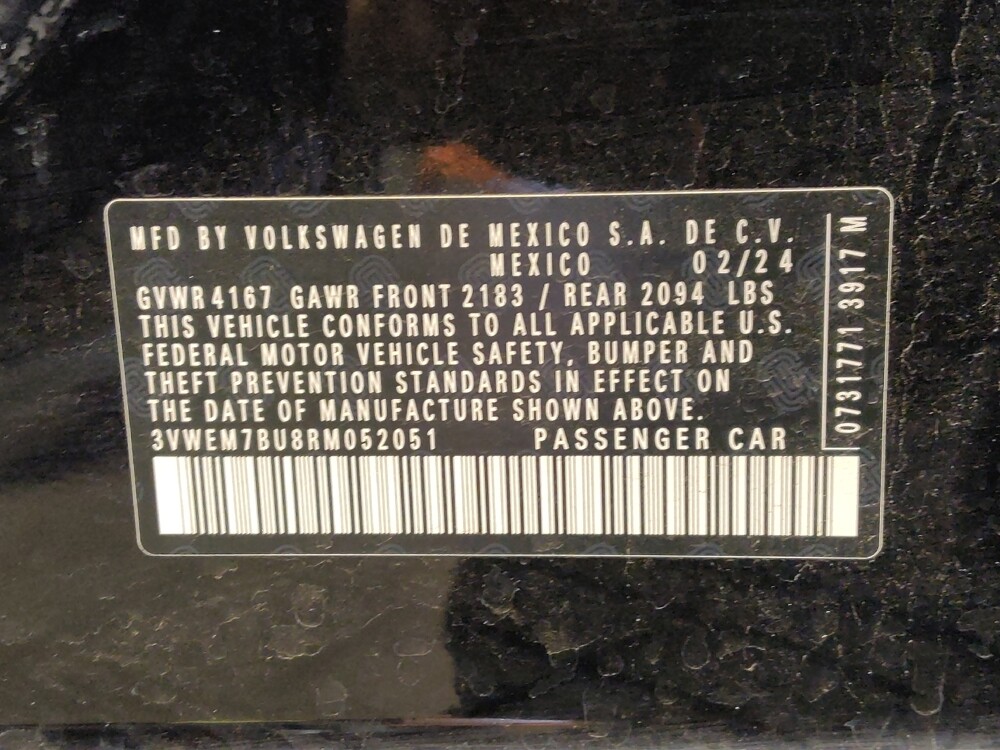 MFD BY VOLKSWAGEN DE MEXICO S.A. DE C.V.
MEXICO 02/24
GVWR 4167 GAWR FRONT 2183 / REAR 2094 LBS
THIS VEHICLE CONFORMS TO ALL APPLICABLE U.S.
FEDERAL MOTOR VEHICLE SAFETY, BUMPER AND
THEFT PREVENTION STANDARDS IN EFFECT ON
THE DATE OF MANUFACTURE SHOWN ABOVE.
3VWEM7BU8RM052051 PASSENGER CAR
0731771 3917 M